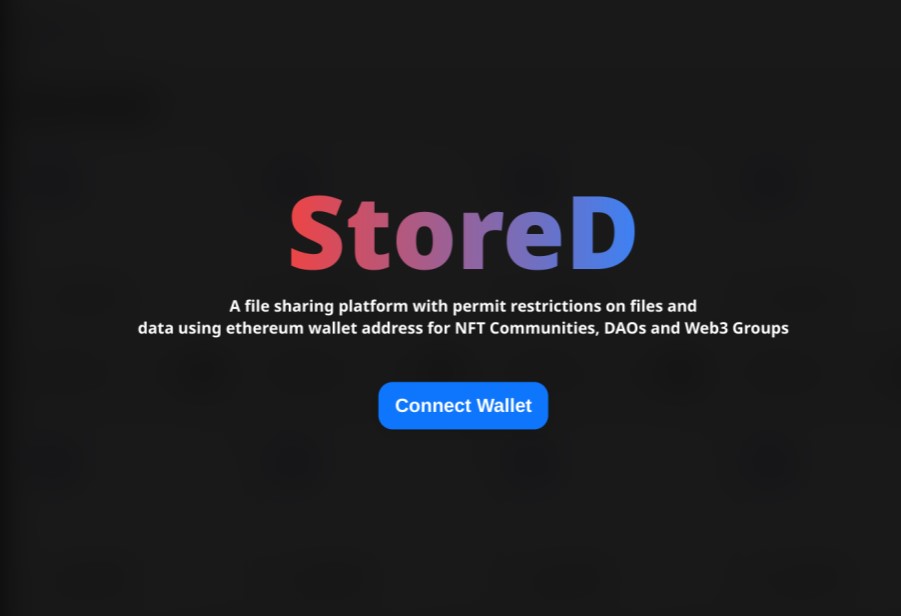 StoreD
A file sharing platform with permit restrictions on files and
data using ethereum wallet address for NFT Communities, DAOs and Web3 Groups
Connect Wallet